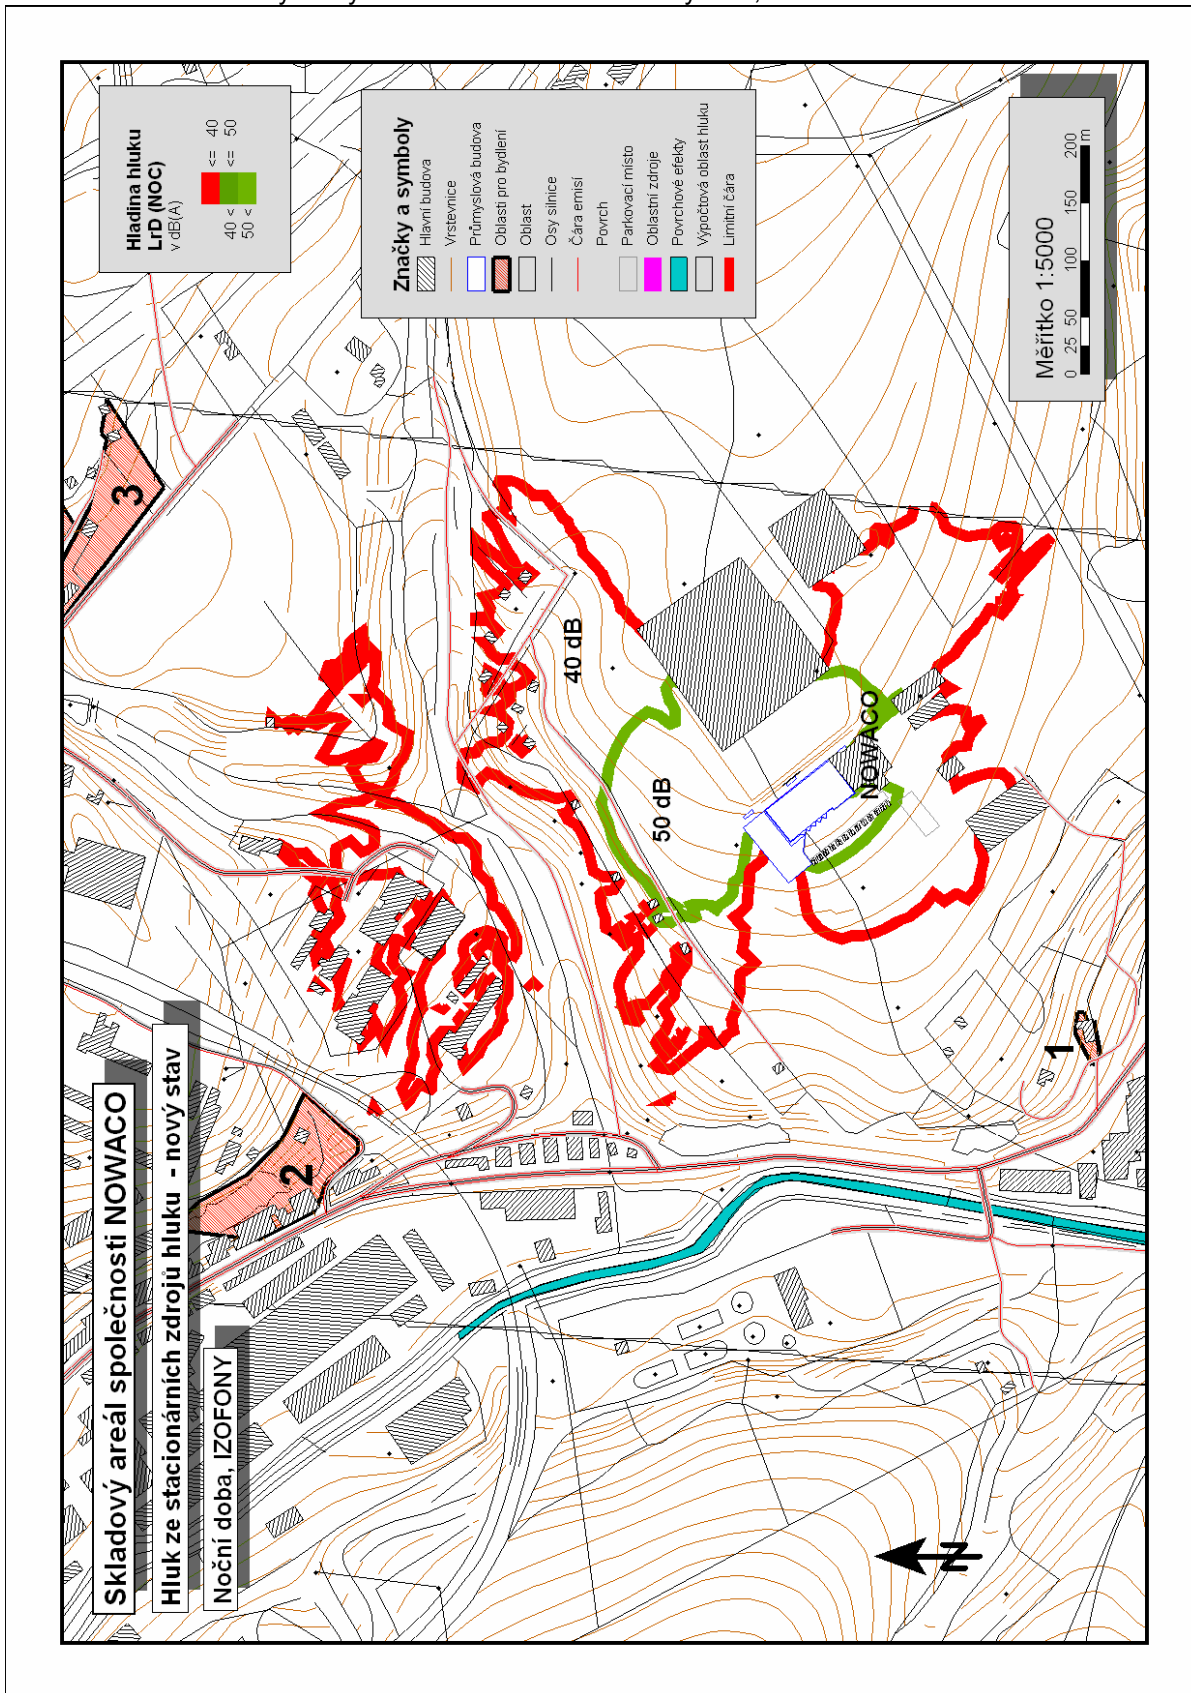 Skladový areál společnosti NOWACO
Hluk ze stacionárních zdrojů hluku - nový stav
Noční doba, IZOFONY
Hladina hluku
LrD (NOC)
v dB(A)
<= 40
40 < <= 50
50 <
Značky a symboly
Hlavní budova
Vrstevnice
Průmyslová budova
Oblasti pro bydlení
Oblast
Osy silnice
Čára emisí
Povrch
Parkovací místo
Oblastní zdroje
Povrchové efekty
Výpočtová oblast hluku
Limitní čára
Měřítko 1:5000
0 25 50 100 150 200
m
1
2
3
40 dB
50 dB
NOWACO
N